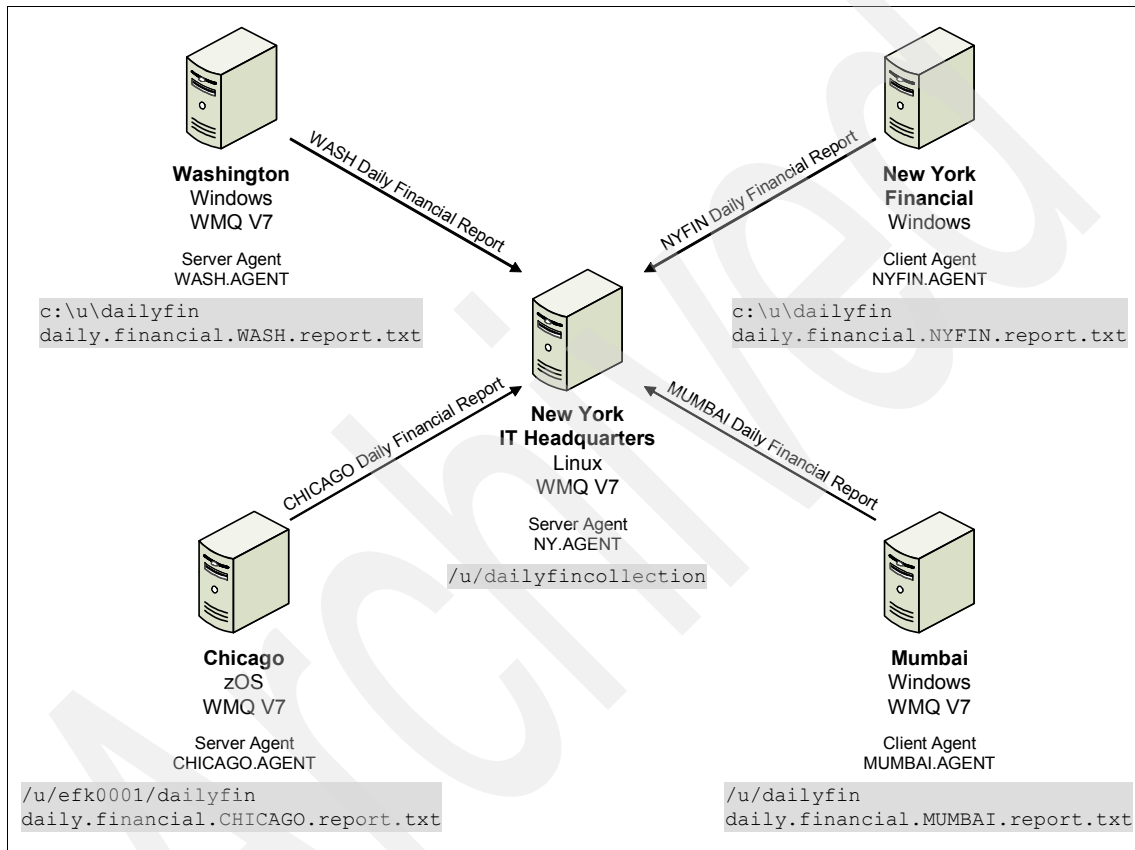 WASH Daily Financial Report
NYFIN Daily Financial Report
Washington
Windows
WMQ V7
Server Agent
WASH.AGENT
c:\u\dailyfin
daily.financial.WASH.report.txt
New York
Financial
Windows
Client Agent
NYFIN.AGENT
c:\u\dailyfin
daily.financial.NYFIN.report.txt
CHICAGO Daily Financial Report
MUMBAI Daily Financial Report
New York
IT Headquarters
Linux
WMQ V7
Server Agent
NY.AGENT
/u/dailyfincollection
Chicago
zOS
WMQ V7
Server Agent
CHICAGO.AGENT
/u/efk0001/dailyfin
daily.financial.CHICAGO.report.txt
Mumbai
Windows
WMQ V7
Client Agent
MUMBAI.AGENT
/u/dailyfin
daily.financial.MUMBAI.report.txt
Archived